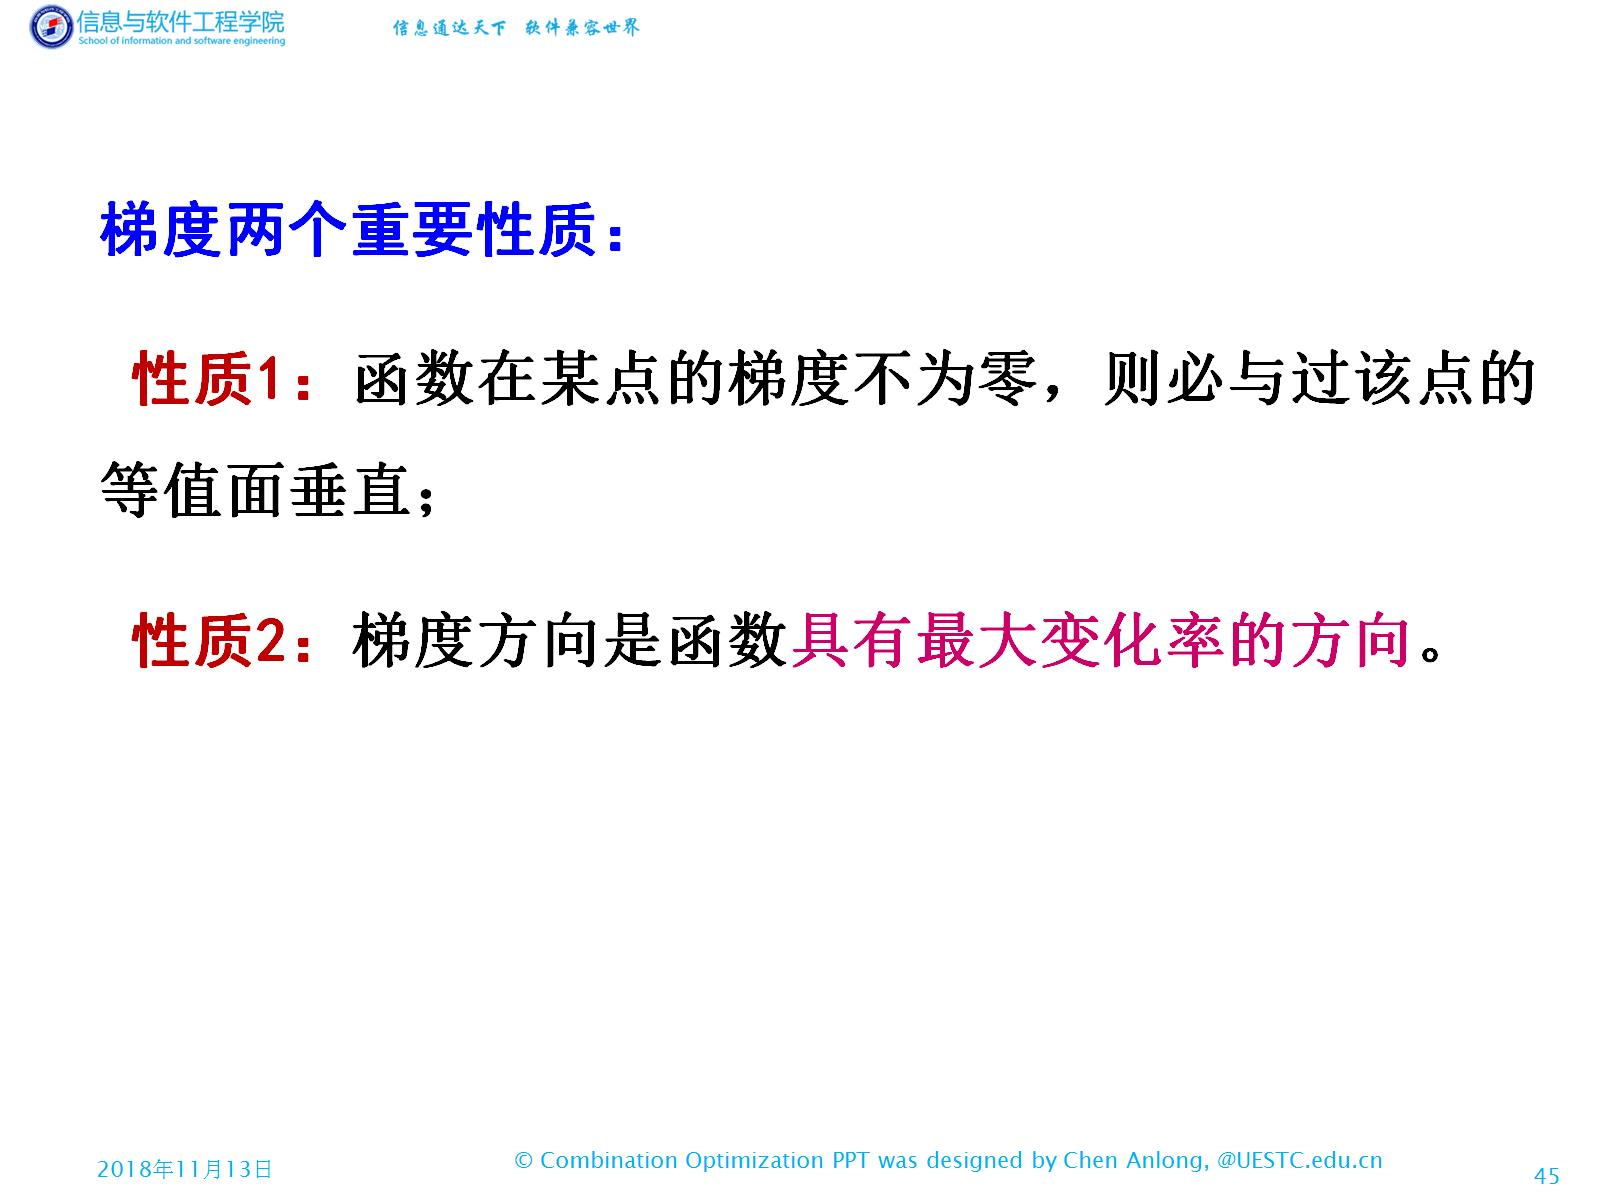 信息与软件工程学院
School of information and software engineering
信息通达天下 软件兼容世界
梯度两个重要性质：
性质1：函数在某点的梯度不为零，则必与过该点的
等值面垂直；
性质2：梯度方向是函数具有最大变化率的方向。
2018年11月13日
© Combination Optimization PPT was designed by Chen Anlong, @UESTC.edu.cn
45